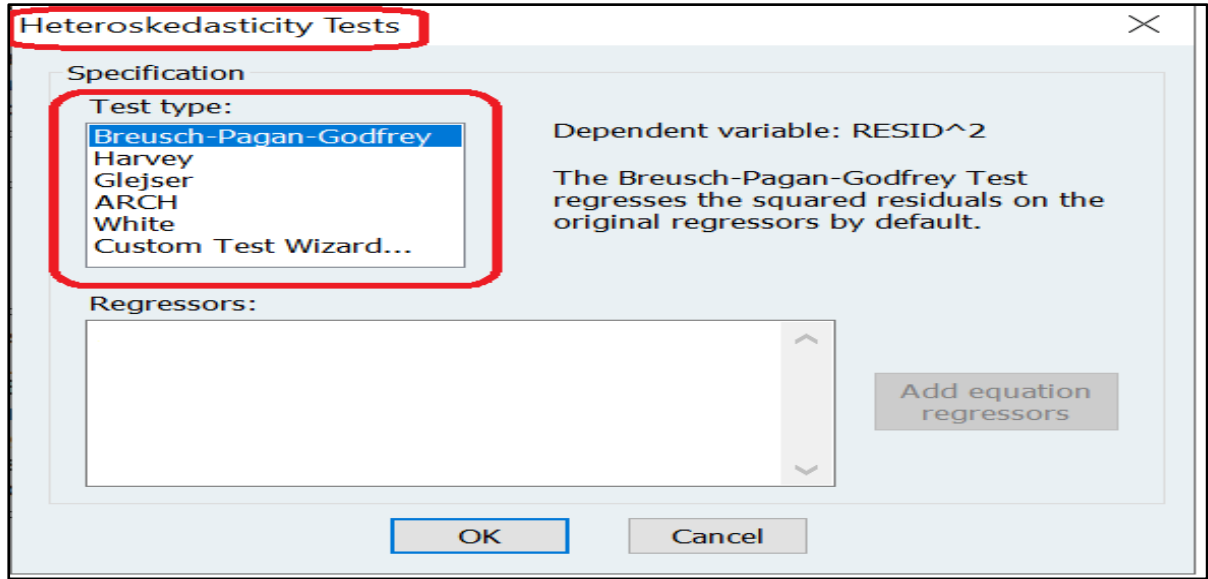 Heteroskedasticity Tests
Specification
Test type:
Breusch-Pagan-Godfrey
Harvey
Glejser
ARCH
White
Custom Test Wizard...
Dependent variable: RESID^2
The Breusch-Pagan-Godfrey Test
regresses the squared residuals on the
original regressors by default.
Regressors:
Add equation
regressors
OK
Cancel